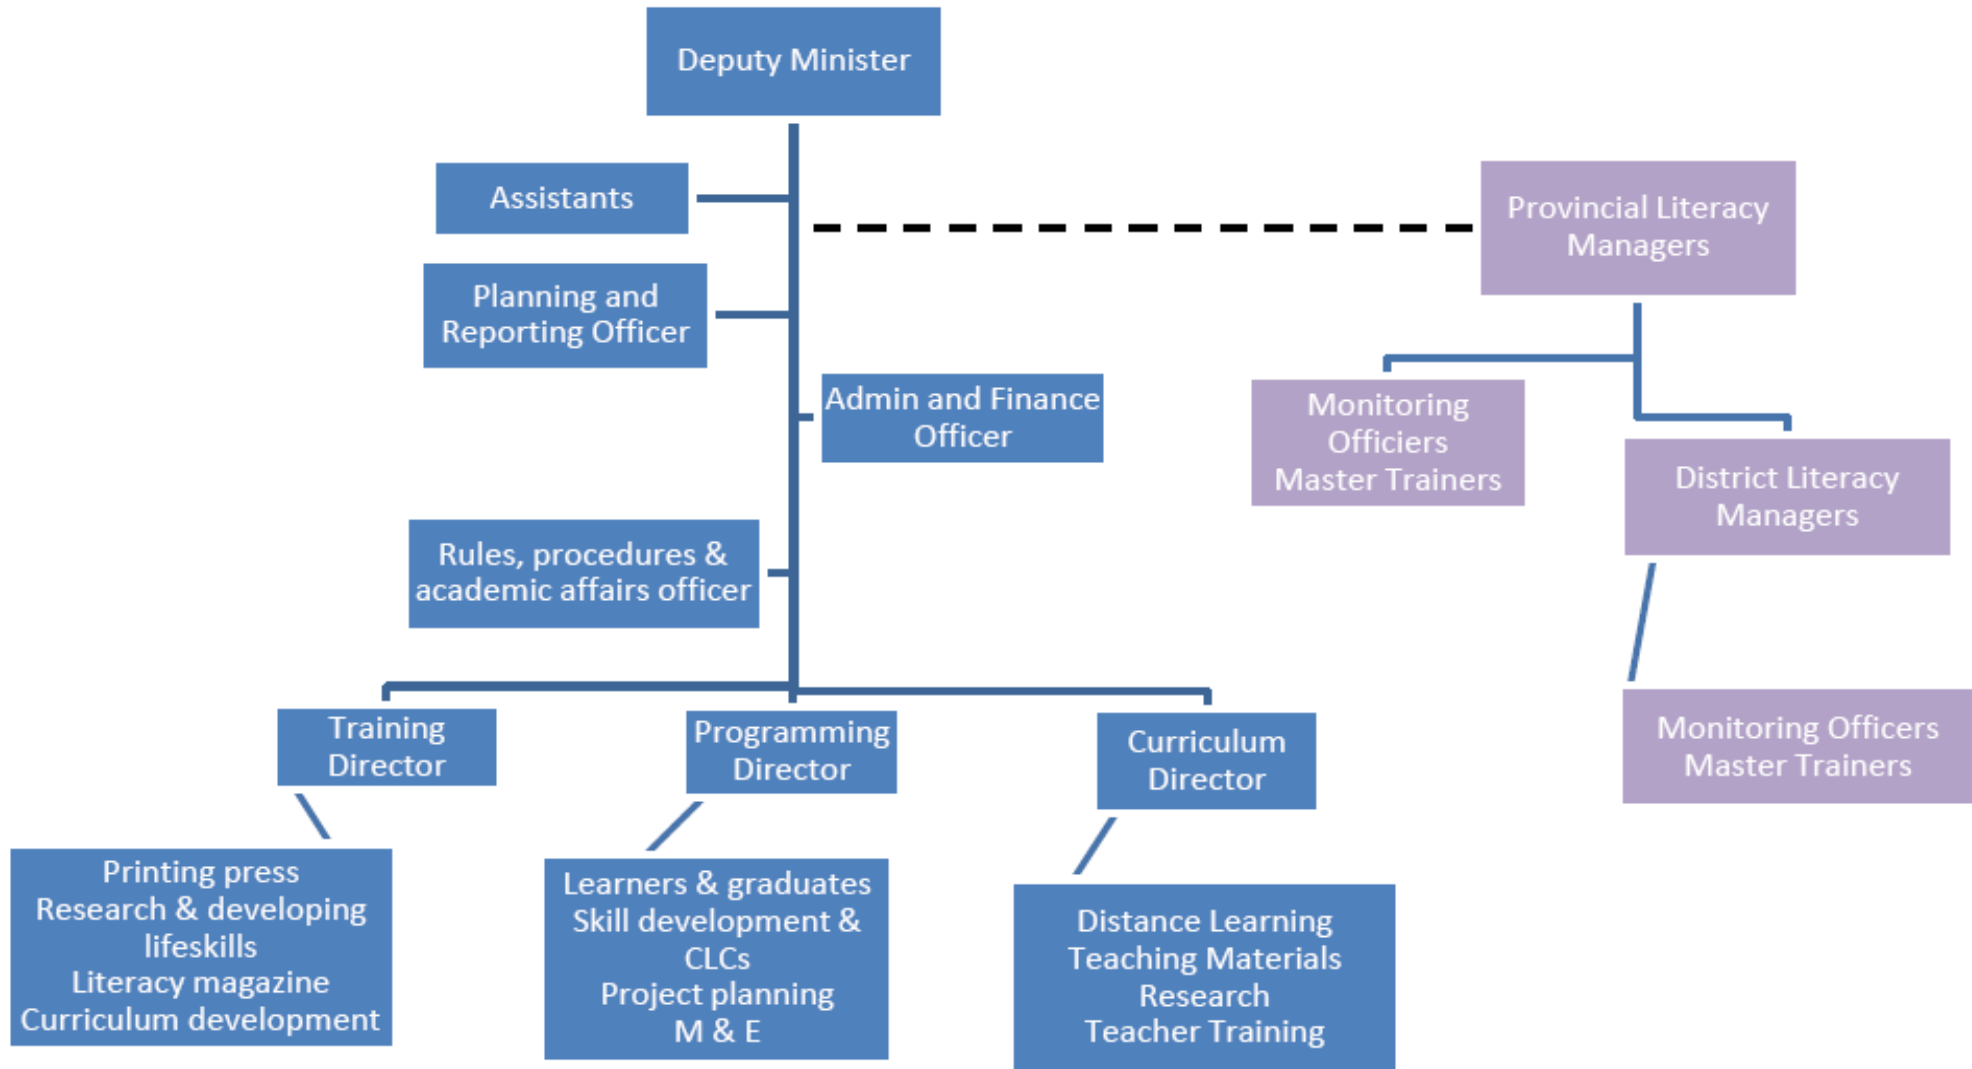 Deputy Minister
Assistants
Provincial Literacy
Managers
Planning and
Reporting Officer
Admin and Finance
Officer
Monitoring
Officiers
Master Trainers
District Literacy
Managers
Rules, procedures &
academic affairs officer
Monitoring Officers
Master Trainers
Training
Director
Programming
Director
Curriculum
Director
Printing press
Research & developing
lifeskills
Literacy magazine
Curriculum development
Learners & graduates
Skill development &
CLCs
Project planning
M & E
Distance Learning
Teaching Materials
Research
Teacher Training